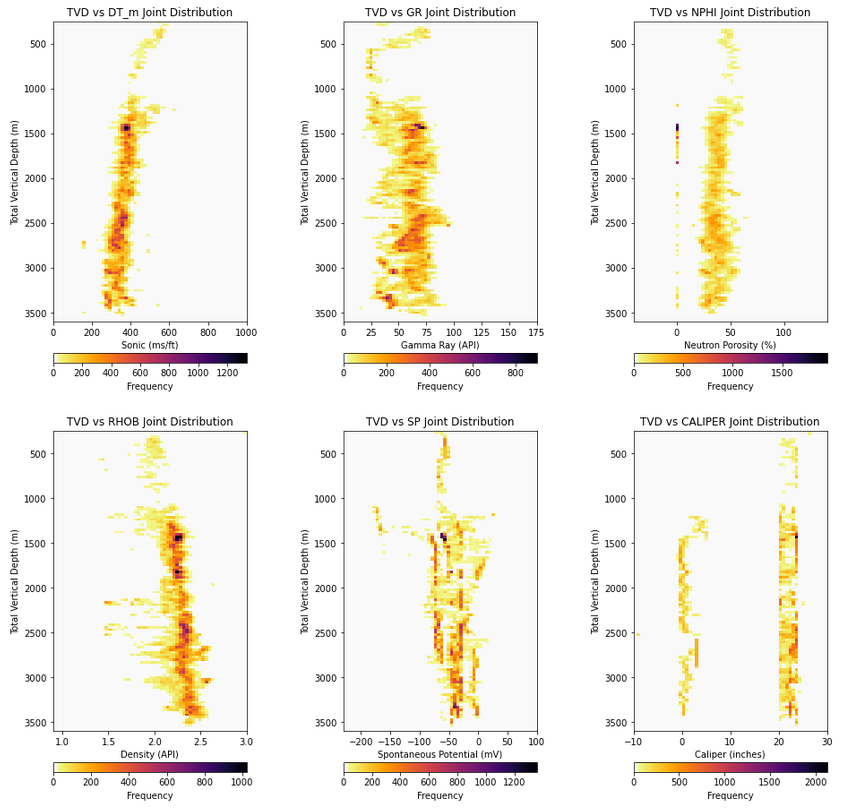 TVD vs DT_m Joint Distribution
500
1000
1500
2000
2500
3000
3500
Total Vertical Depth (m)
0 200 400 600 800 1000
Sonic (ms/ft)
0 200 400 600 800 1000 1200
Frequency
TVD vs GR Joint Distribution
500
1000
1500
2000
2500
3000
3500
Total Vertical Depth (m)
0 25 50 75 100 125 150 175
Gamma Ray (API)
0 200 400 600 800
Frequency
TVD vs NPHI Joint Distribution
500
1000
1500
2000
2500
3000
3500
Total Vertical Depth (m)
0 50 100
Neutron Porosity (%)
0 500 1000 1500
Frequency
TVD vs RHOB Joint Distribution
500
1000
1500
2000
2500
3000
3500
Total Vertical Depth (m)
1.0 1.5 2.0 2.5 3.0
Density (API)
0 200 400 600 800 1000
Frequency
TVD vs SP Joint Distribution
500
1000
1500
2000
2500
3000
3500
Total Vertical Depth (m)
−200 −150 −100 −50 0 50 100
Spontaneous Potential (mV)
0 200 400 600 800 1000 1200
Frequency
TVD vs CALIPER Joint Distribution
500
1000
1500
2000
2500
3000
3500
Total Vertical Depth (m)
−10 0 10 20 30
Caliper (inches)
0 500 1000 1500 2000
Frequency